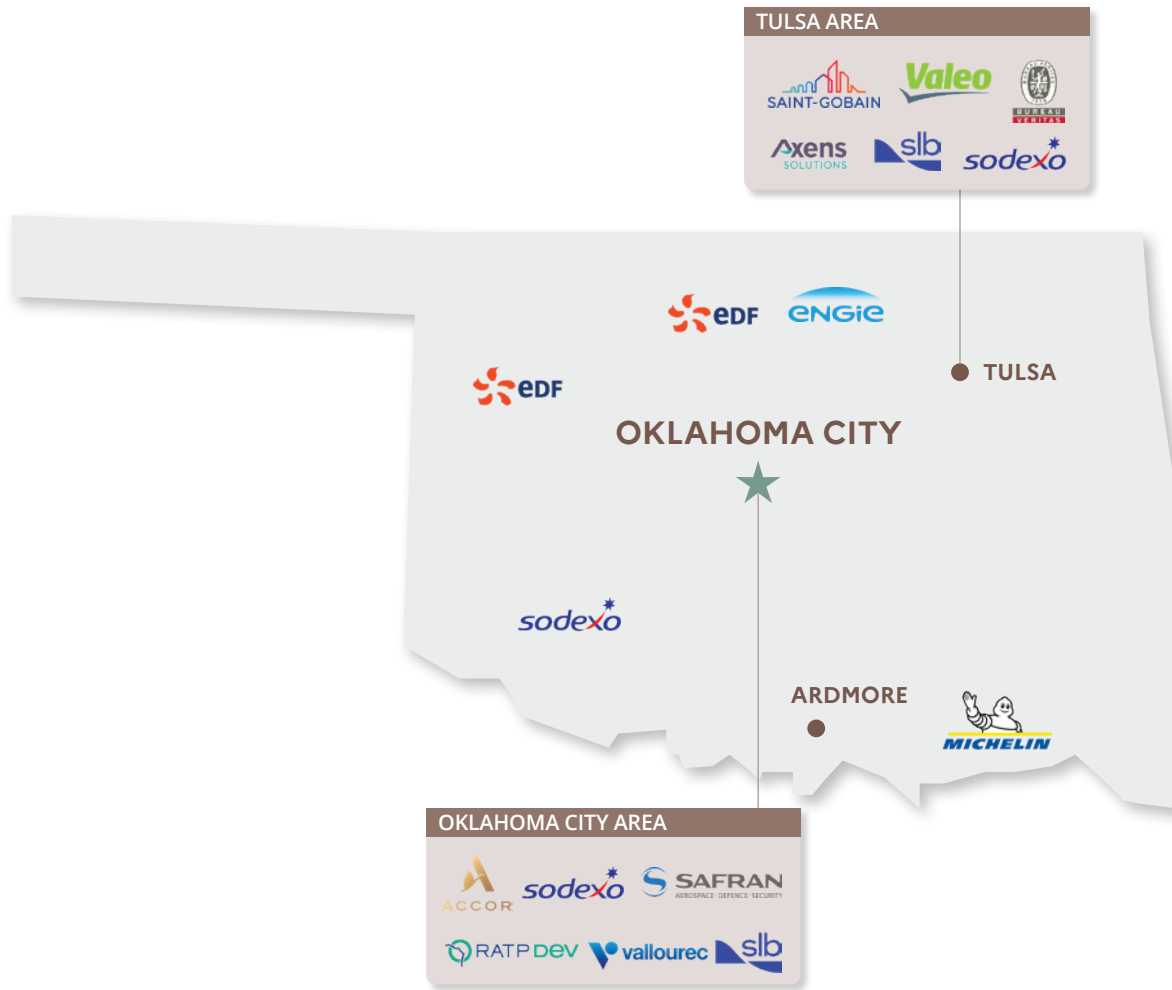 TULSA AREA
SAINT-GOBAIN
Valeo
BUREAU
VERITAS
Axens
SOLUTIONS
slb
sodexo
eDF
ENGIE
eDF
TULSA
OKLAHOMA CITY
sodexo
ARDMORE
MICHELIN
OKLAHOMA CITY AREA
ACCOR
sodexo
SAFRAN
AEROSPACE · DEFENCE · SECURITY
RATP DEV
vallourec
slb